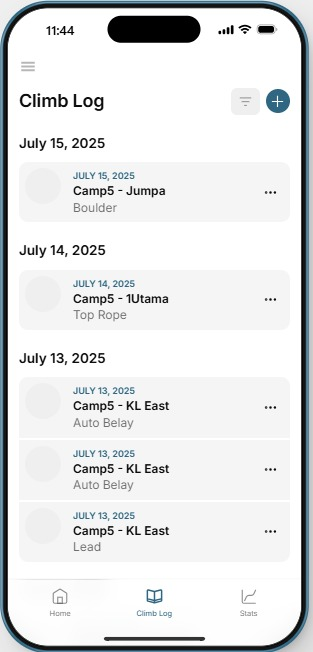 11:44
Climb Log
July 15, 2025
JULY 15, 2025
Camp5 - Jumpa
Boulder
July 14, 2025
JULY 14, 2025
Camp5 - 1Utama
Top Rope
July 13, 2025
JULY 13, 2025
Camp5 - KL East
Auto Belay
JULY 13, 2025
Camp5 - KL East
Auto Belay
JULY 13, 2025
Camp5 - KL East
Lead
Home Climb Log Stats